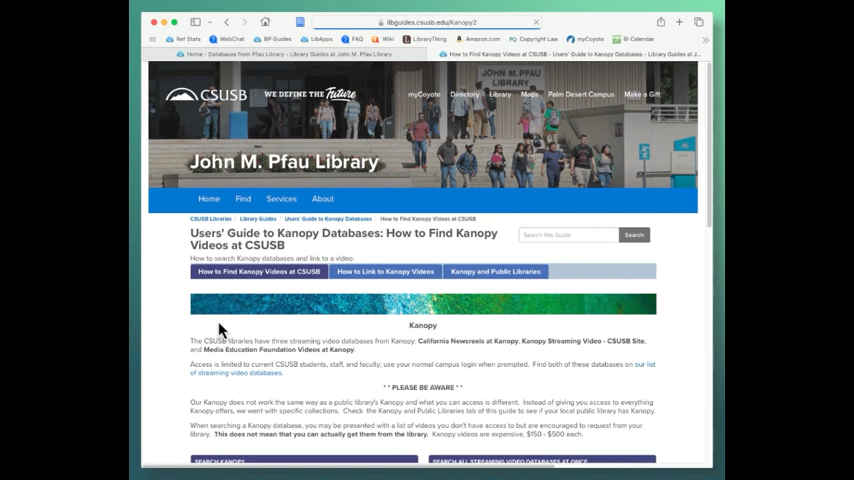 libguides.csusb.edu/Kanopy2
Ref Stats WebChat BP Guides LibApps FAQ Wiki LibraryThing Amazon.com Copyright Law myCoyote BI Calendar
Home - Databases from Pfau Library - Library Guides at John M. Pfau Library
How to Find Kanopy Videos at CSUSB - Users' Guide to Kanopy Databases - Library Guides at J...
JOHN M. PFAU
LIBRARY
CSUSB WE DEFINE THE Future
myCoyote Directory Library Maps Palm Desert Campus Make a Gift
John M. Pfau Library
Home Find Services About
CSUSB Libraries Library Guides Users' Guide to Kanopy Databases How to Find Kanopy Videos at CSUSB
Users' Guide to Kanopy Databases: How to Find Kanopy
Videos at CSUSB
Search this Guide Search
How to search Kanopy databases and link to a video.
How to Find Kanopy Videos at CSUSB How to Link to Kanopy Videos Kanopy and Public Libraries
Kanopy
The CSUSB libraries have three streaming video databases from Kanopy: California Newsreels at Kanopy, Kanopy Streaming Video - CSUSB Site,
and Media Education Foundation Videos at Kanopy.
Access is limited to current CSUSB students, staff, and faculty; use your normal campus login when prompted. Find both of these databases on our list
of streaming video databases.
* * PLEASE BE AWARE * *
Our Kanopy does not work the same way as a public library's Kanopy and what you can access is different. Instead of giving you access to everything
Kanopy offers, we went with specific collections. Check the Kanopy and Public Libraries tab of this guide to see if your local public library has Kanopy.
When searching a Kanopy database, you may be presented with a list of videos you don't have access to but are encouraged to request from your
library. This does not mean that you can actually get them from the library. Kanopy videos are expensive, $150 - $500 each.
SEARCH KANOPY SEARCH ALL STREAMING VIDEO DATABASES AT ONCE